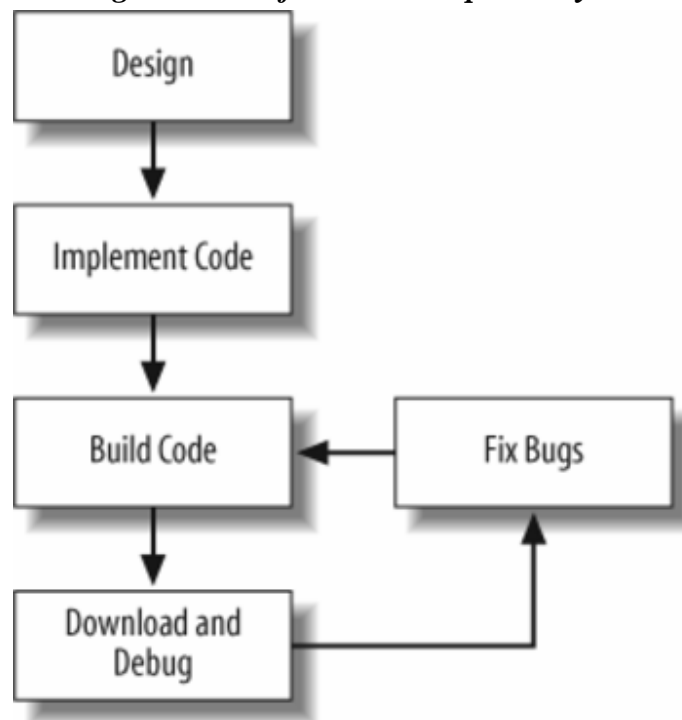 Design
Implement Code
Build Code
Fix Bugs
Download and
Debug